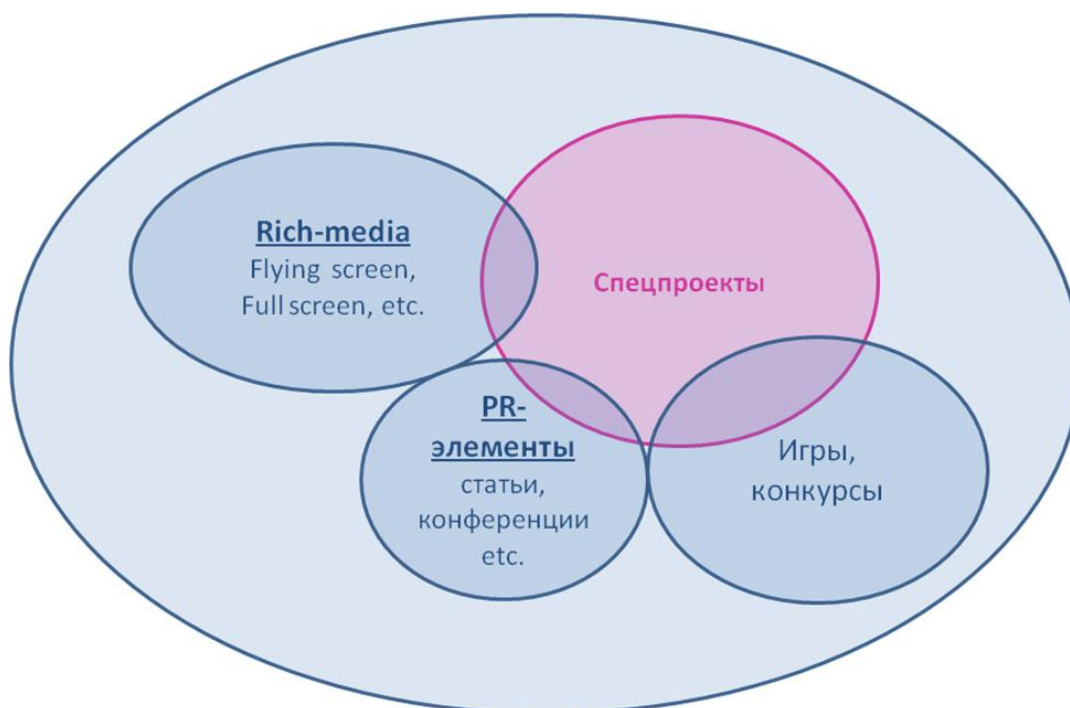 Rich-media
Flying screen,
Full screen, etc.
Спецпроекты
PR-
элементы
статьи,
конференции
etc.
Игры,
конкурсы